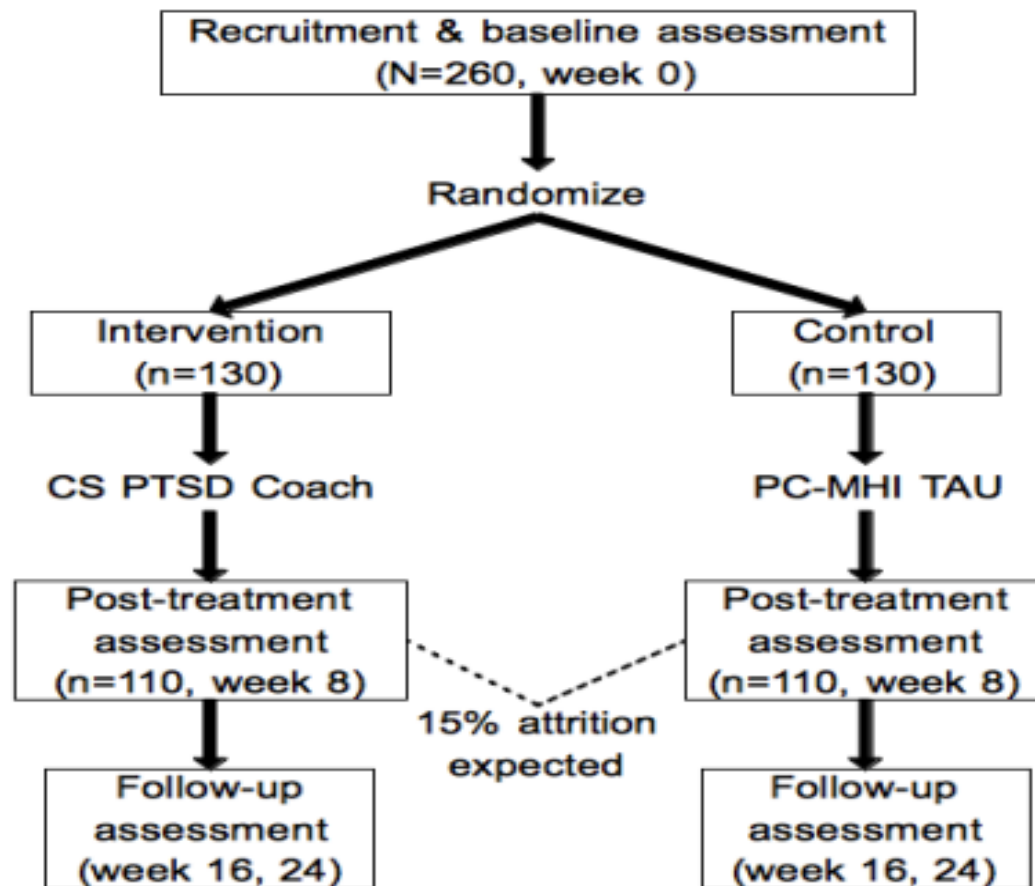 Recruitment & baseline assessment
(N=260, week 0)
Randomize
Intervention
(n=130)
Control
(n=130)
CS PTSD Coach
PC-MHI TAU
Post-treatment
assessment
(n=110, week 8)
Post-treatment
assessment
(n=110, week 8)
15% attrition
expected
Follow-up
assessment
(week 16, 24)
Follow-up
assessment
(week 16, 24)